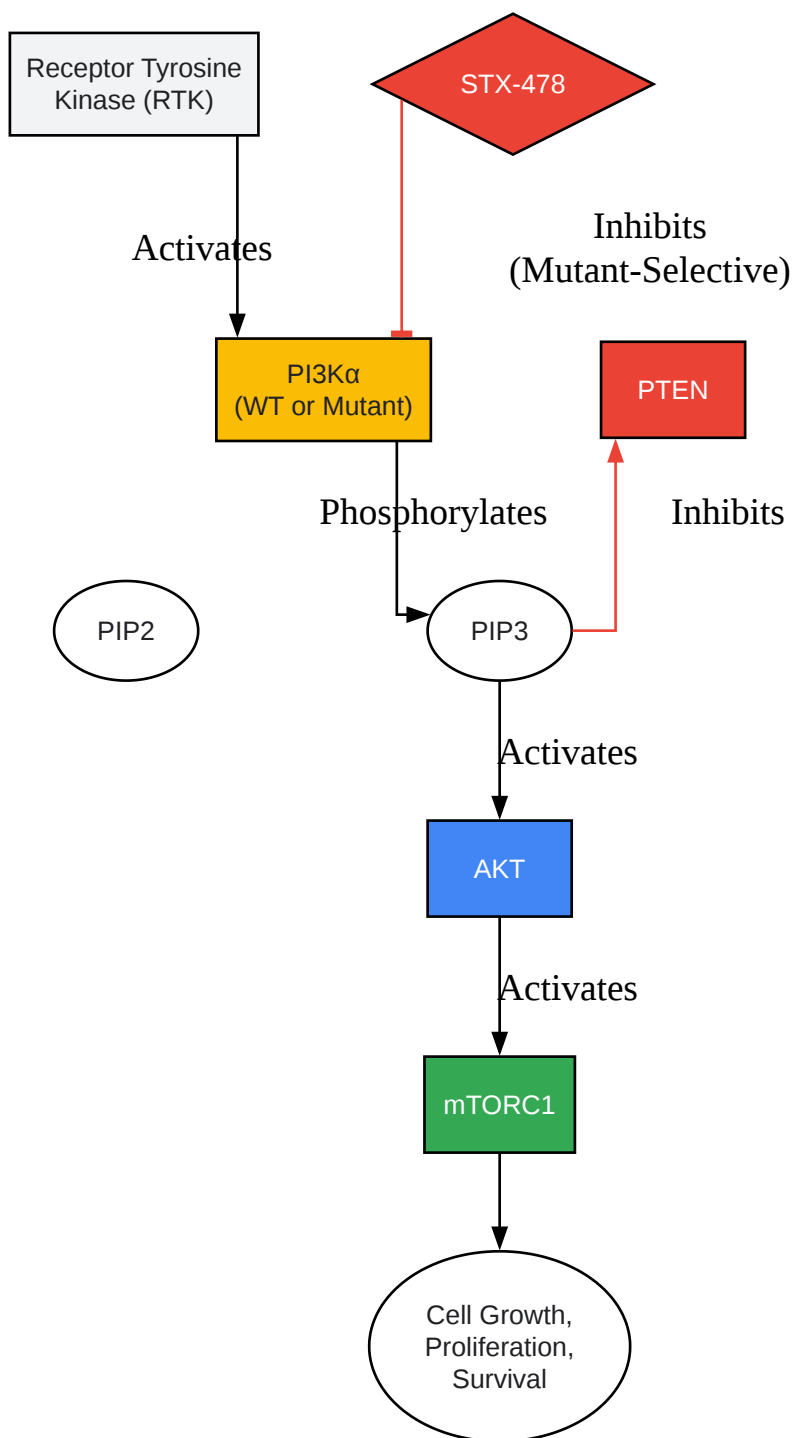 Receptor Tyrosine
Kinase (RTK)
STX-478
Activates
Inhibits
(Mutant-Selective)
PI3Kα
(WT or Mutant)
PTEN
Phosphorylates
Inhibits
PIP2
PIP3
Activates
AKT
Activates
mTORC1
Cell Growth,
Proliferation,
Survival